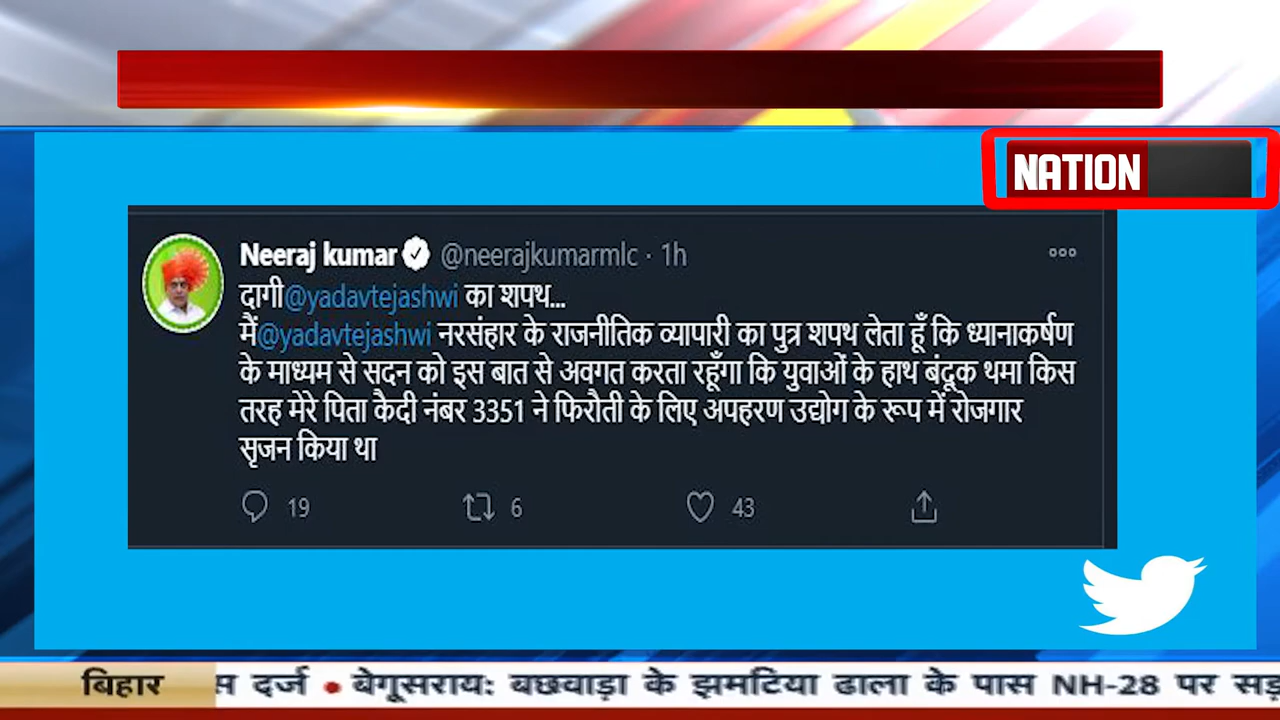 NATION
Neeraj kumar @neerajkumarmlc · 1h
दागी@yadavtejashwi का शपथ...
मैं@yadavtejashwi नरसंहार के राजनीतिक व्यापारी का पुत्र शपथ लेता हूँ कि ध्यानाकर्षण
के माध्यम से सदन को इस बात से अवगत करता रहूँगा कि युवाओं के हाथ बंदूक थमा किस
तरह मेरे पिता कैदी नंबर 3351 ने फिरौती के लिए अपहरण उद्योग के रूप में रोजगार
सृजन किया था
19 6 43
बिहार दर्ज • बेगूसराय: बछवाड़ा के झमटिया ढाला के पास NH-28 पर